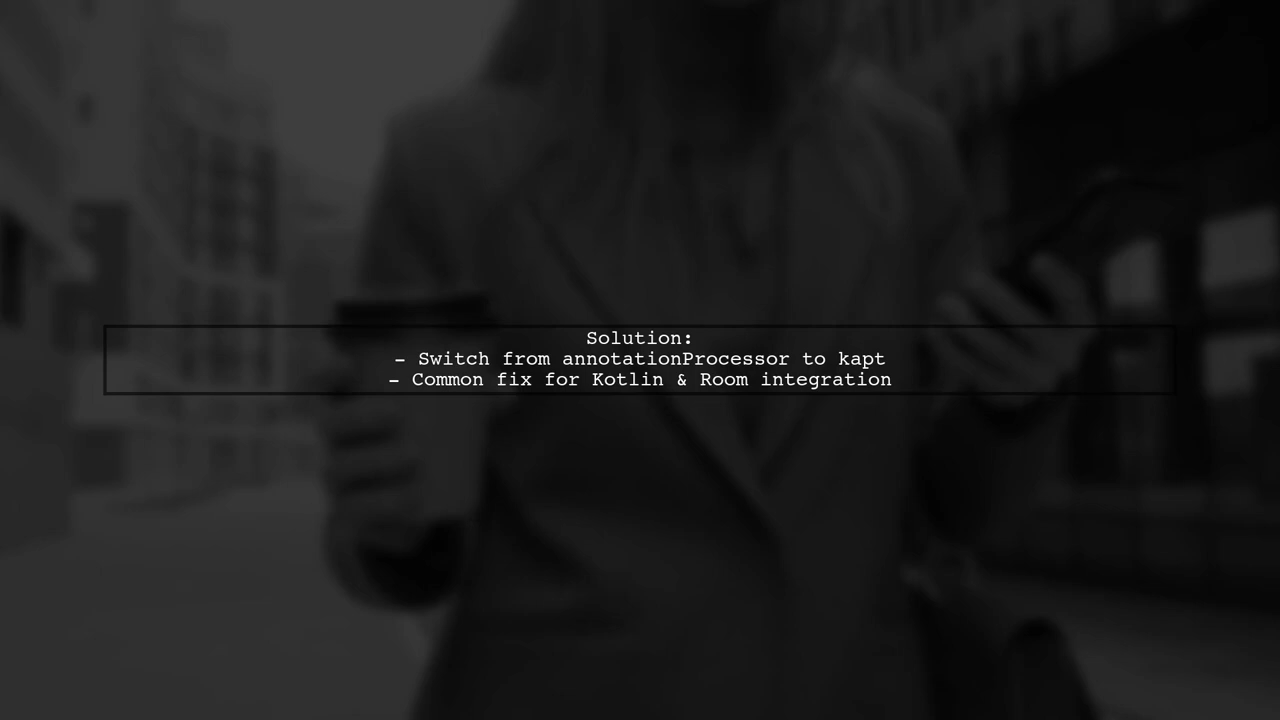 Solution:
- Switch from annotationProcessor to kapt
- Common fix for Kotlin & Room integration